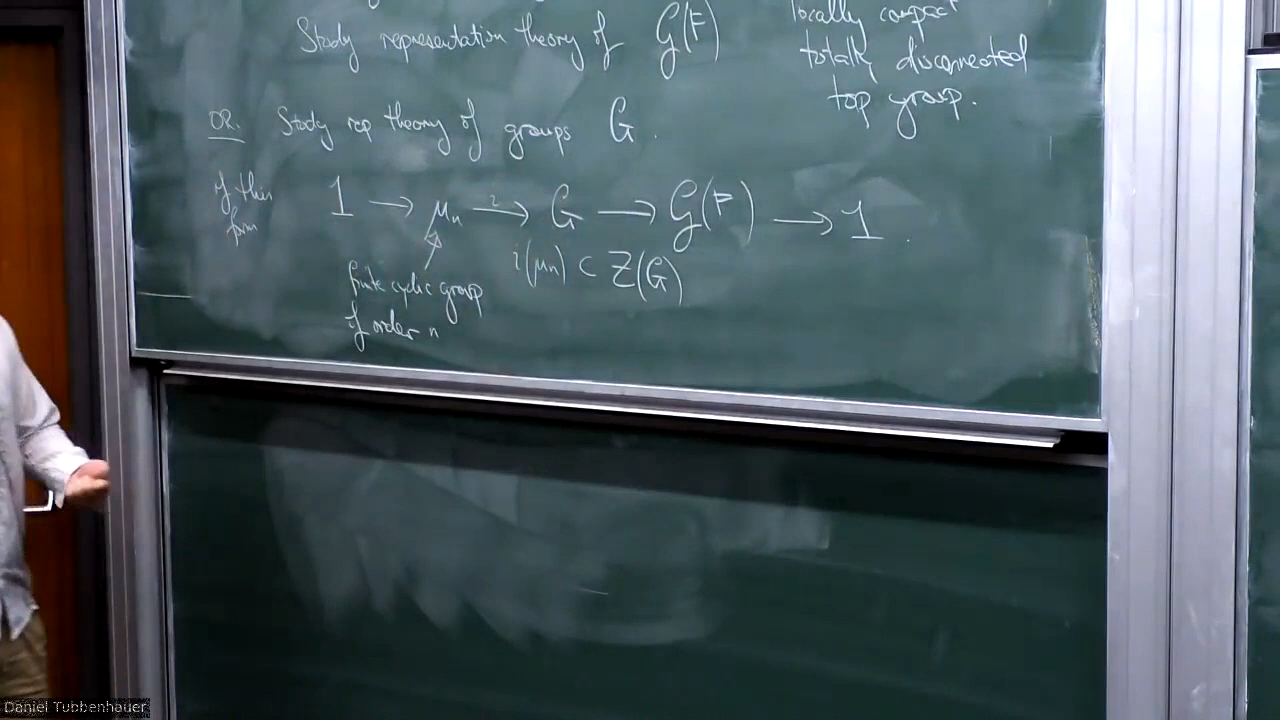 Study representation theory of G(F)
locally compact
totally disconnected
top group.
OR. Study rep theory of groups G.
of this form
1 → μn →i G → G(F) → 1.
i(μn) ⊂ Z(G)
finite cyclic group
of order n
Daniel Tubbenhauer